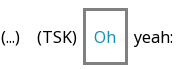 (...) (TSK) Oh yeah: